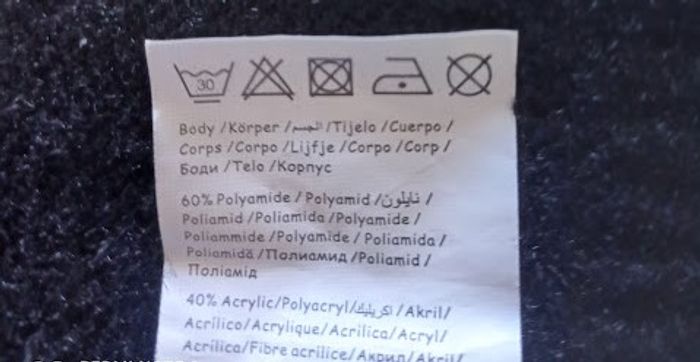 30
Body /Körper /الجسم /Tijelo /Cuerpo /
Corps /Corpo /Lijfje /Corpo /Corp /
Боди /Telo /Корпус
60% Polyamide / Polyamid /نايلون /
Poliamid /Poliamida /Polyamide /
Poliammide /Polyamide / Poliamida /
Poliamidă /Полиамид /Poliamid /
Поліамід
40% Acrylic/Polyacryl/اكريليك /Akril/
Acrílico/Acrylique/Acrilica/Acryl/
Acrílica/Fibre acrilice/Акрил/Akril/